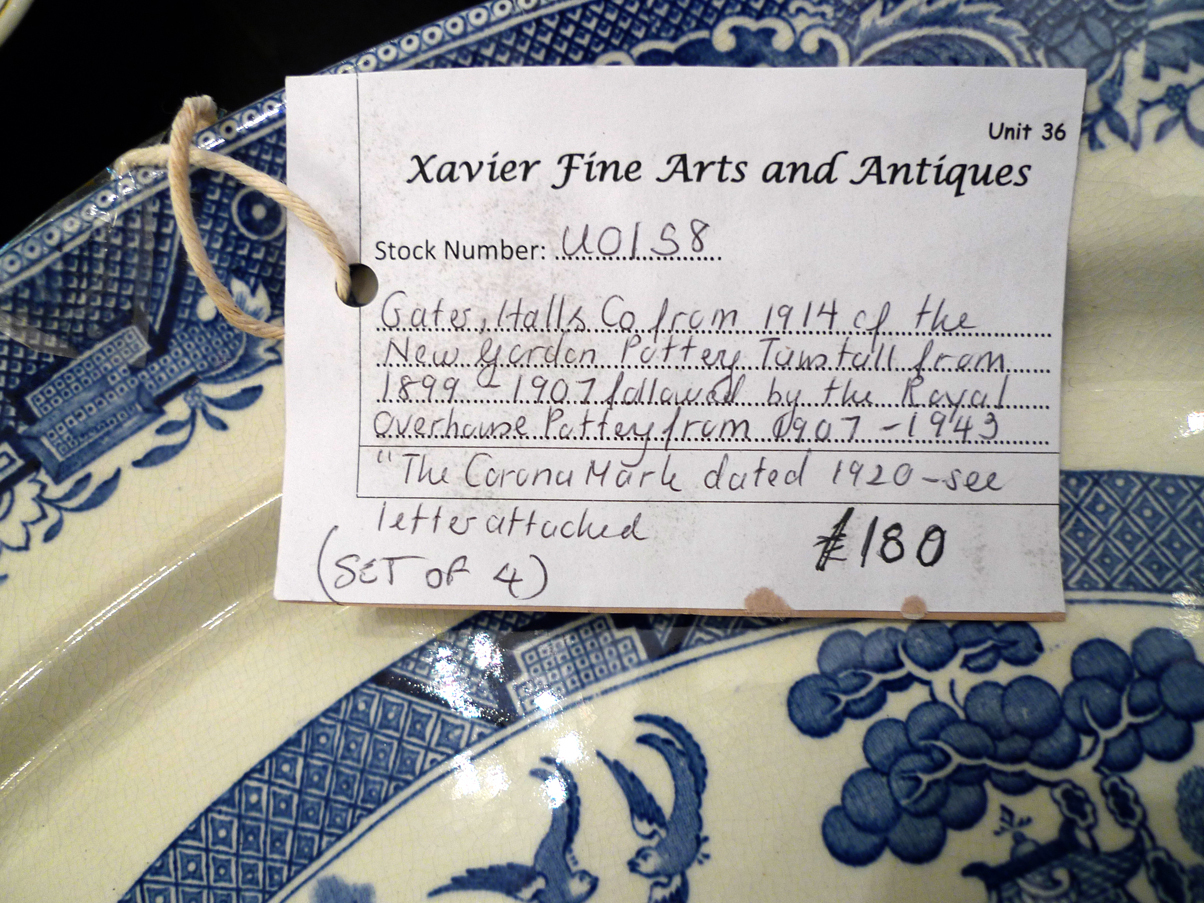 Unit 36
Xavier Fine Arts and Antiques
Stock Number: U0158
Gater, Halls Co from 1914 of the
New Gordon Pottery Tunstall from
1899 - 1907 followed by the Royal
Overhouse Pottery from 1907 - 1943
"The Corona Mark dated 1920 - see
letter attached
£180
(SET OF 4)